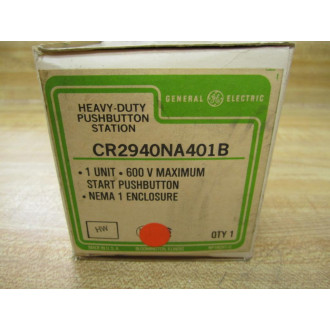 GENERAL ELECTRIC
HEAVY-DUTY
PUSHBUTTON
STATION
CR2940NA401B
• 1 UNIT • 600 V MAXIMUM
START PUSHBUTTON
• NEMA 1 ENCLOSURE
QTY 1